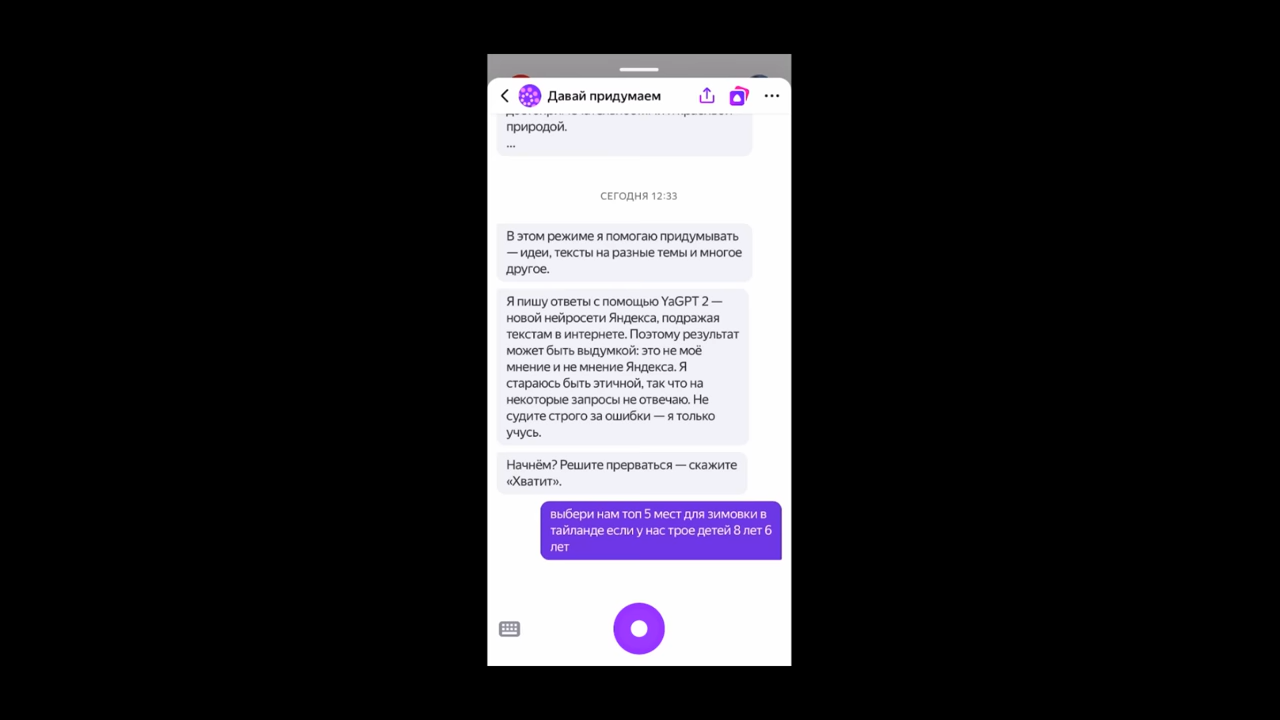 Давай придумаем
природой.
...
СЕГОДНЯ 12:33
В этом режиме я помогаю придумывать
— идеи, тексты на разные темы и многое
другое.
Я пишу ответы с помощью YaGPT 2 —
новой нейросети Яндекса, подражая
текстам в интернете. Поэтому результат
может быть выдумкой: это не моё
мнение и не мнение Яндекса. Я
стараюсь быть этичной, так что на
некоторые запросы не отвечаю. Не
судите строго за ошибки — я только
учусь.
Начнём? Решите прерваться — скажите
«Хватит».
выбери нам топ 5 мест для зимовки в
тайланде если у нас трое детей 8 лет 6
лет